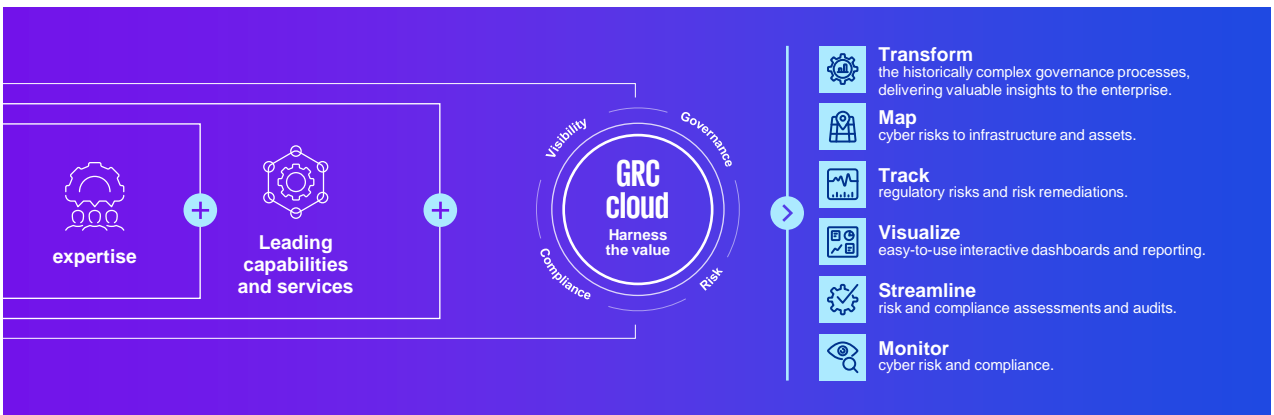 expertise
Leading
capabilities
and services
Visibility
Governance
GRC
cloud
Harness
the value
Compliance
Risk
Transform
the historically complex governance processes,
delivering valuable insights to the enterprise.
Map
cyber risks to infrastructure and assets.
Track
regulatory risks and risk remediations.
Visualize
easy-to-use interactive dashboards and reporting.
Streamline
risk and compliance assessments and audits.
Monitor
cyber risk and compliance.